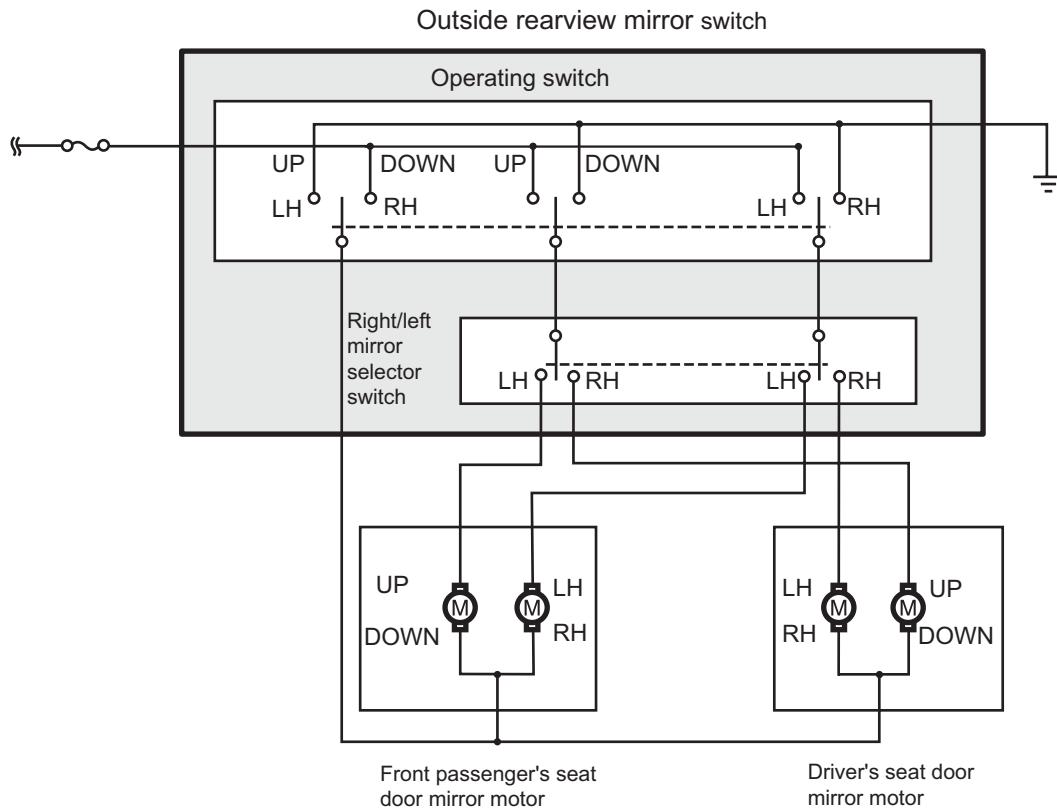 Outside rearview mirror switch
Operating switch
UP DOWN UP DOWN
LH RH LH RH
Right/left
mirror
selector
switch
LH RH LH RH
UP LH LH UP
DOWN RH RH DOWN
M M M M
Front passenger's seat
door mirror motor
Driver's seat door
mirror motor